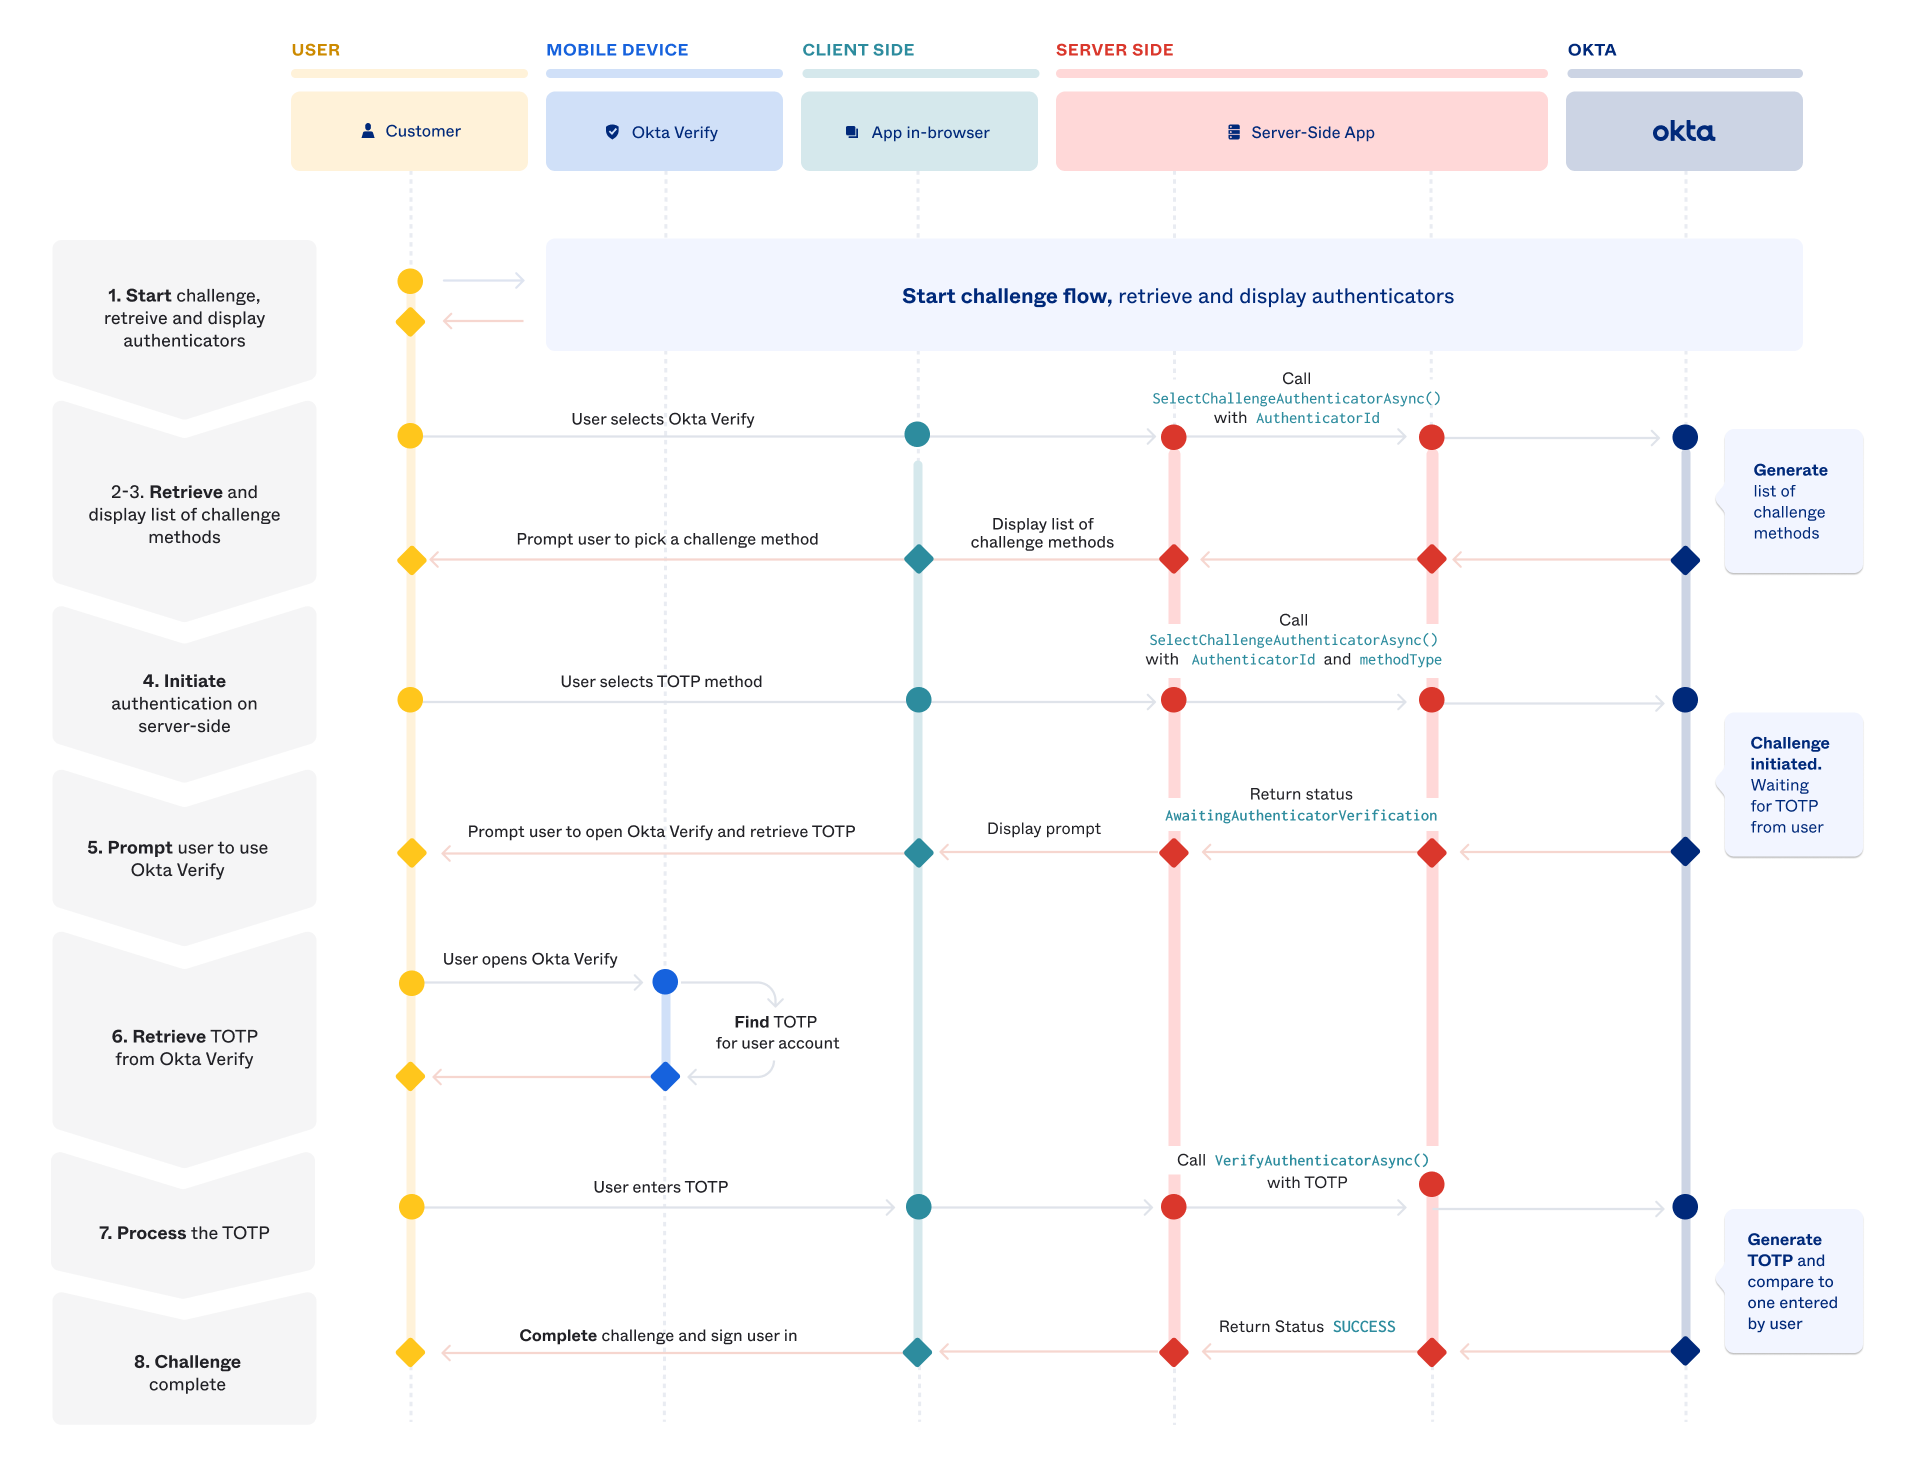 USER
MOBILE DEVICE
CLIENT SIDE
SERVER SIDE
OKTA
Customer
Okta Verify
App in-browser
Server-Side App
okta
1. Start challenge,
retreive and display
authenticators
Start challenge flow, retrieve and display authenticators
2-3. Retrieve and
display list of challenge
methods
User selects Okta Verify
Call
SelectChallengeAuthenticatorAsync()
with AuthenticatorId
Generate
list of
challenge
methods
Prompt user to pick a challenge method
Display list of
challenge methods
4. Initiate
authentication on
server-side
User selects TOTP method
Call
SelectChallengeAuthenticatorAsync()
with AuthenticatorId and methodType
Challenge
initiated.
Waiting
for TOTP
from user
5. Prompt user to use
Okta Verify
Prompt user to open Okta Verify and retrieve TOTP
Display prompt
Return status
AwaitingAuthenticatorVerification
6. Retrieve TOTP
from Okta Verify
User opens Okta Verify
Find TOTP
for user account
7. Process the TOTP
User enters TOTP
Call VerifyAuthenticatorAsync()
with TOTP
Generate
TOTP and
compare to
one entered
by user
8. Challenge
complete
Complete challenge and sign user in
Return Status SUCCESS